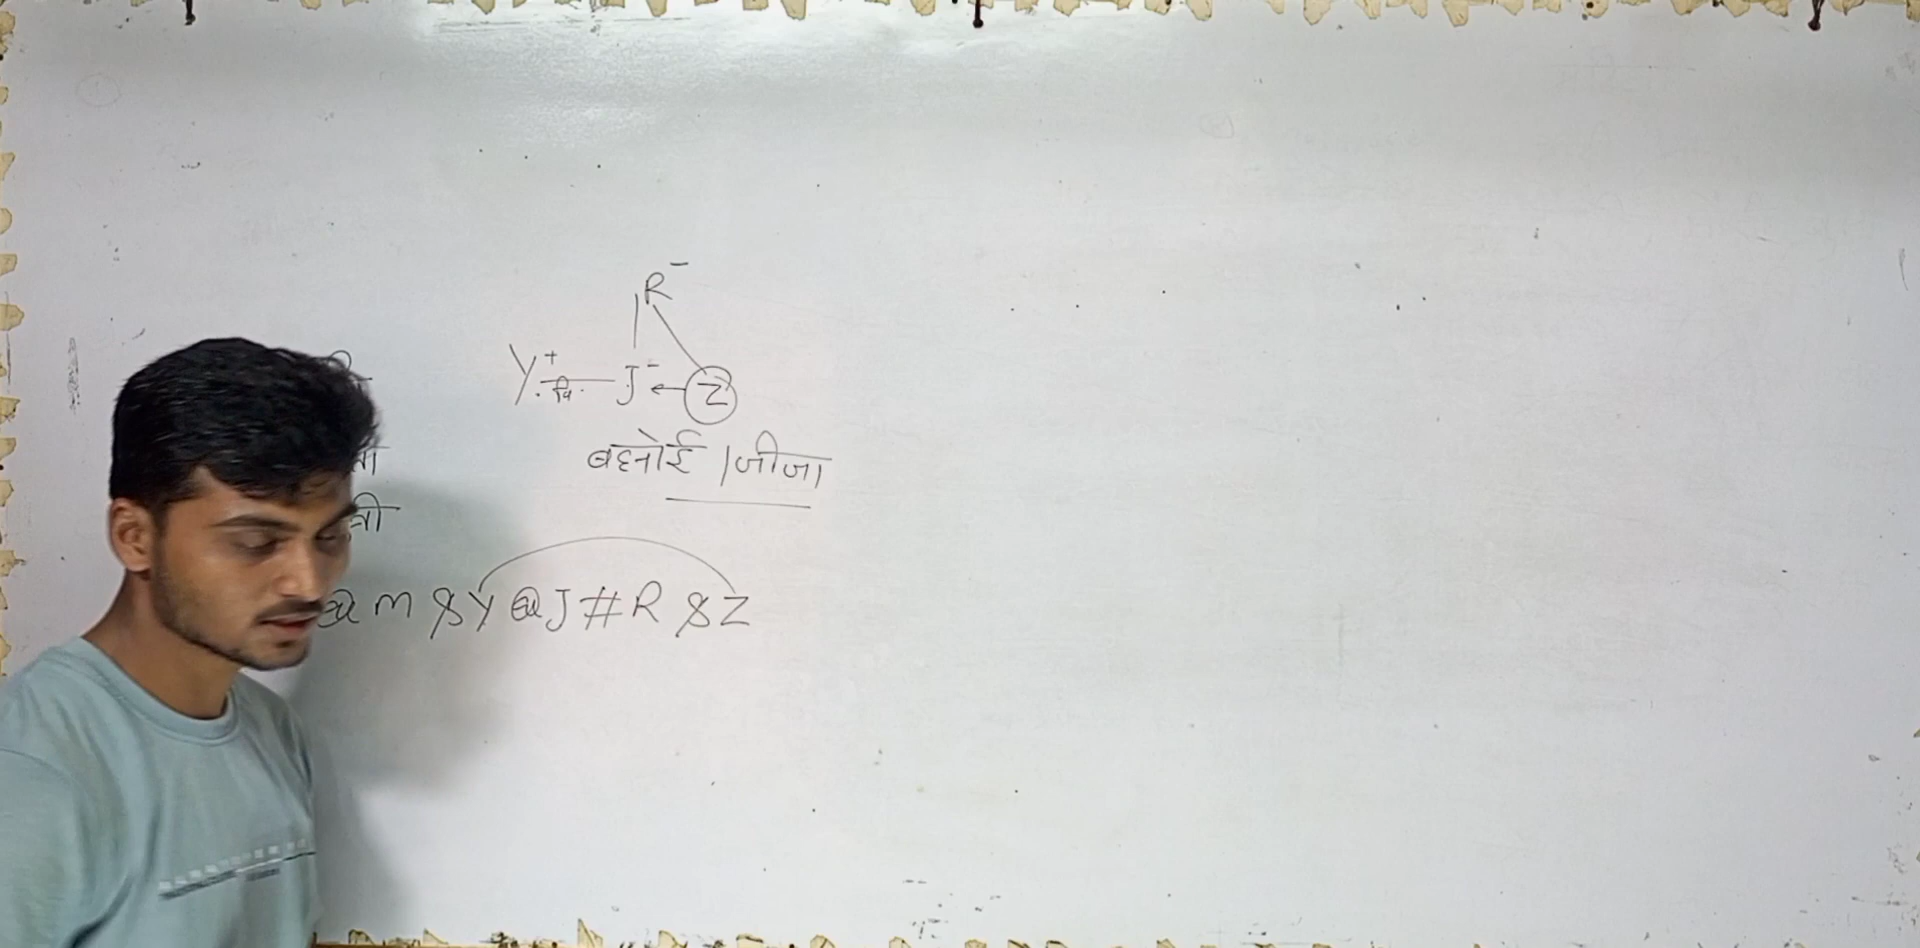 R -
Y + वि. J - ← Z
बहनोई / जीजा
@ M & Y @ J # R & Z